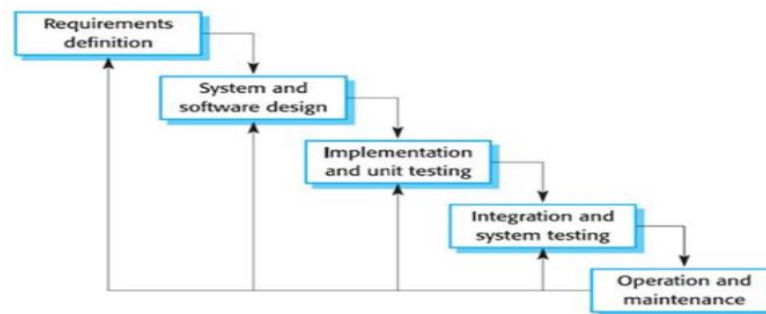 Requirements
definition
System and
software design
Implementation
and unit testing
Integration and
system testing
Operation and
maintenance